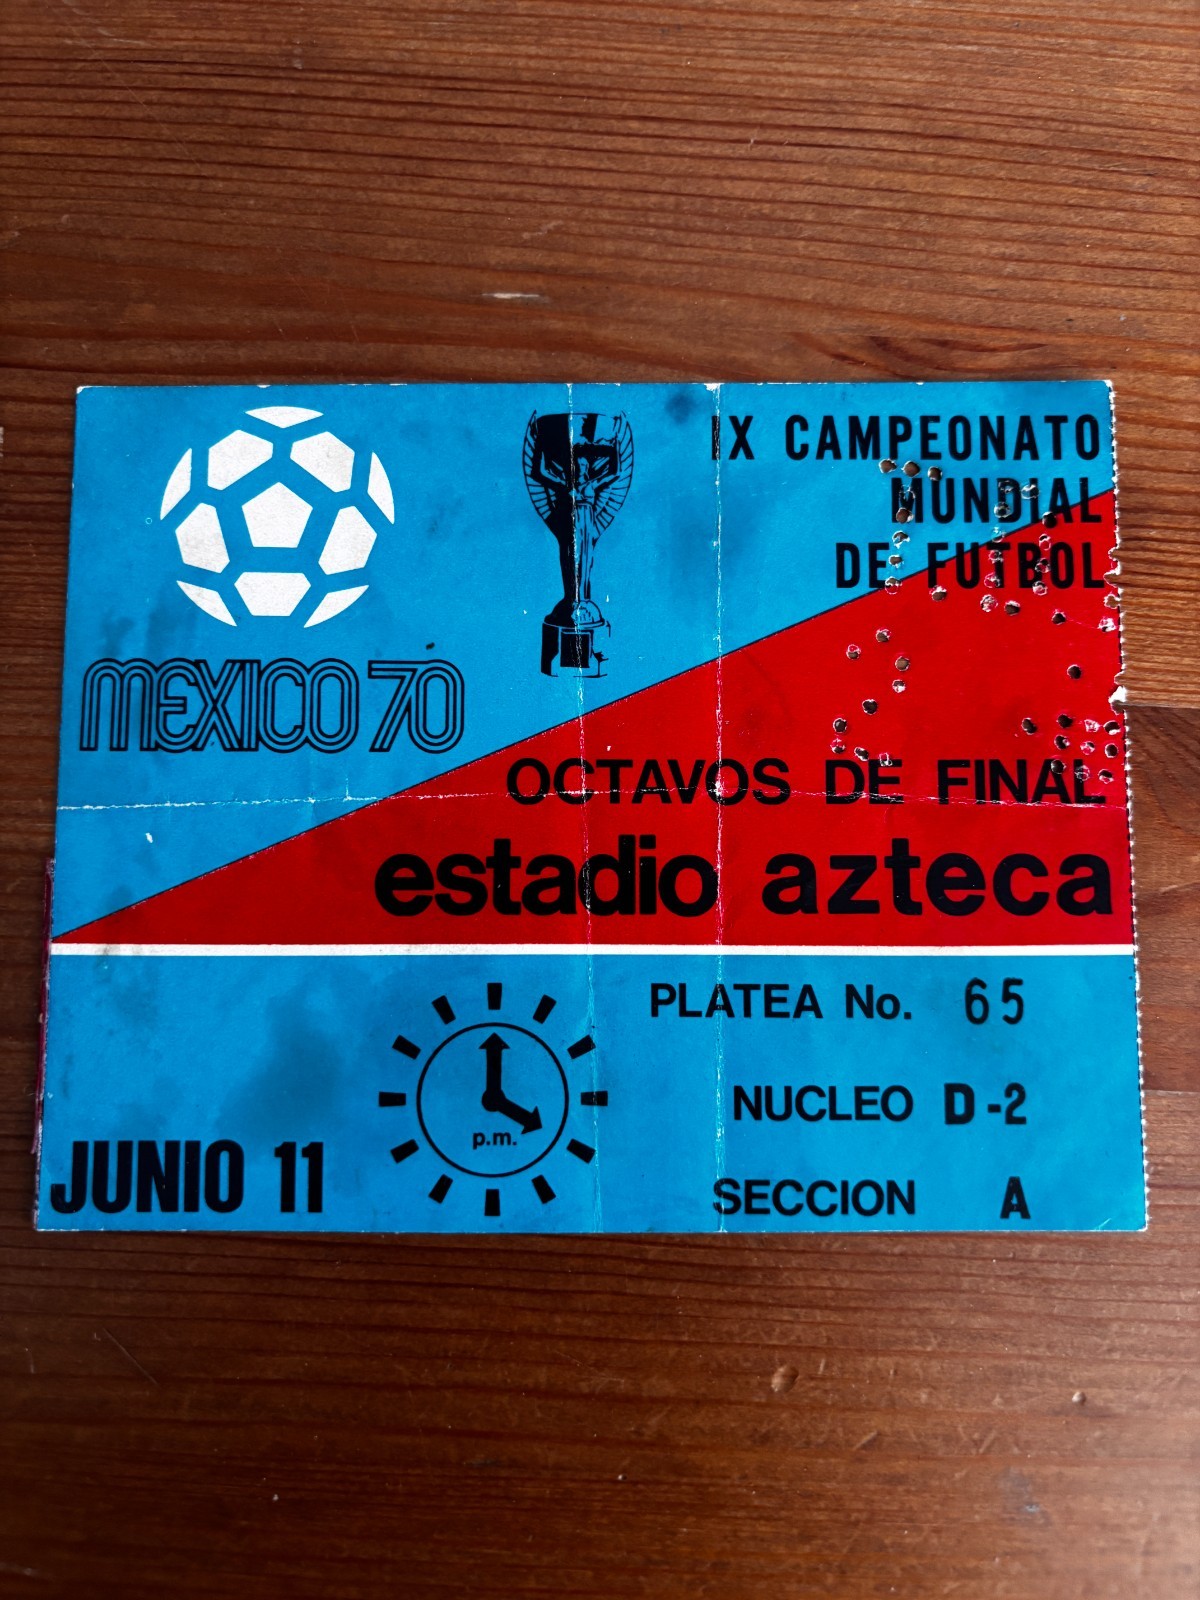 IX CAMPEONATO
MUNDIAL
DE FUTBOL
MEXICO 70
OCTAVOS DE FINAL
estadio azteca
PLATEA No. 65
NUCLEO D-2
SECCION A
p.m.
JUNIO 11